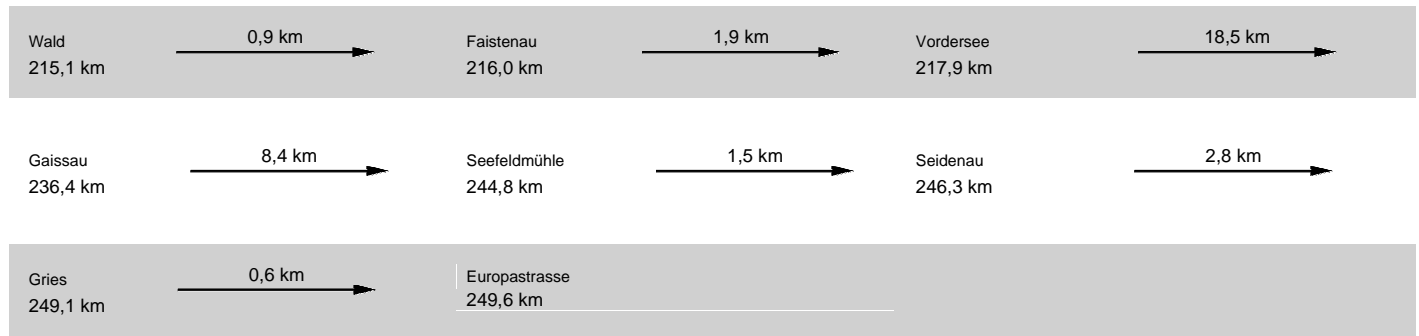 Wald
0,9 km
215,1 km
Faistenau
1,9 km
216,0 km
Vordersee
18,5 km
217,9 km
Gaissau
8,4 km
236,4 km
Seefeldmühle
1,5 km
244,8 km
Seidenau
2,8 km
246,3 km
Gries
0,6 km
249,1 km
Europastrasse
249,6 km